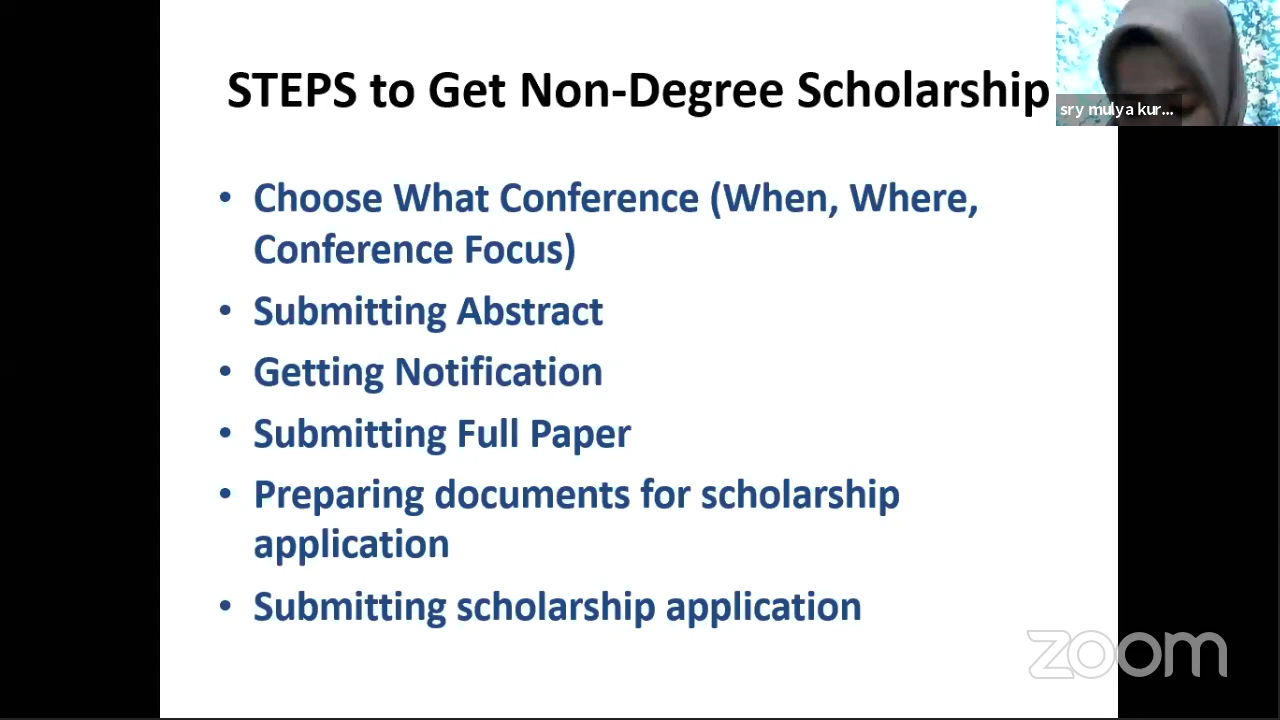 STEPS to Get Non-Degree Scholarship
sry mulya kur...
• Choose What Conference (When, Where,
Conference Focus)
• Submitting Abstract
• Getting Notification
• Submitting Full Paper
• Preparing documents for scholarship
application
• Submitting scholarship application
zoom